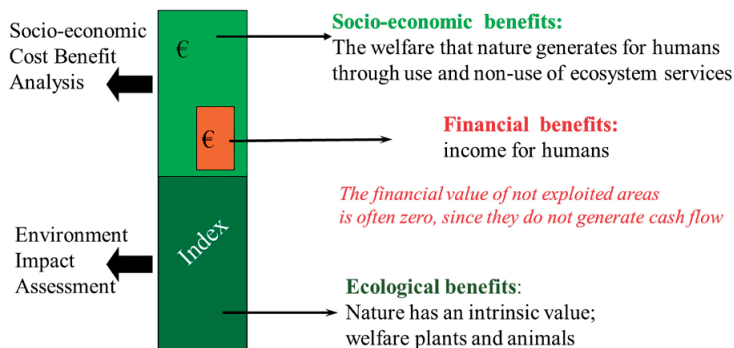 Socio-economic
Cost Benefit
Analysis
€
Socio-economic benefits:
The welfare that nature generates for humans
through use and non-use of ecosystem services
€
Financial benefits:
income for humans
The financial value of not exploited areas
is often zero, since they do not generate cash flow
Environment
Impact
Assessment
Index
Ecological benefits:
Nature has an intrinsic value;
welfare plants and animals